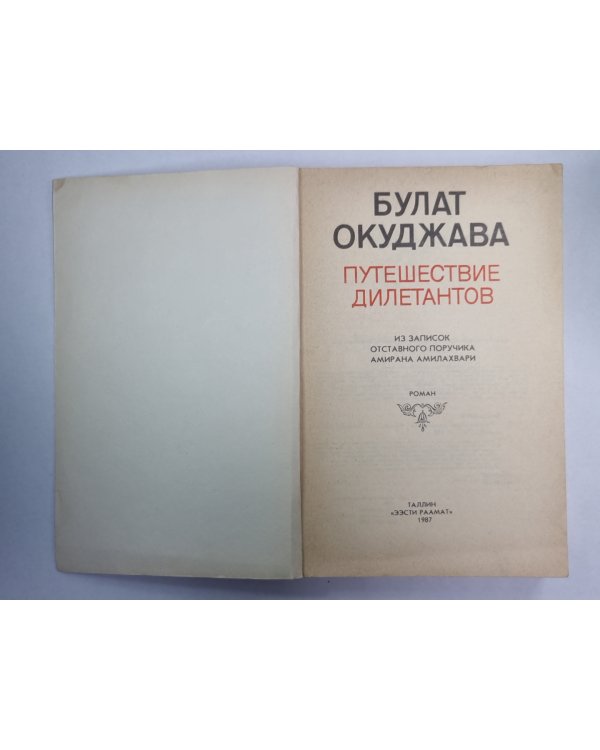 БУЛАТ
ОКУДЖАВА
ПУТЕШЕСТВИЕ
ДИЛЕТАНТОВ
ИЗ ЗАПИСОК
ОТСТАВНОГО ПОРУЧИКА
АМИРАНА АМИЛАХВАРИ
РОМАН
ТАЛЛИН
«ЭЭСТИ РААМАТ»
1987